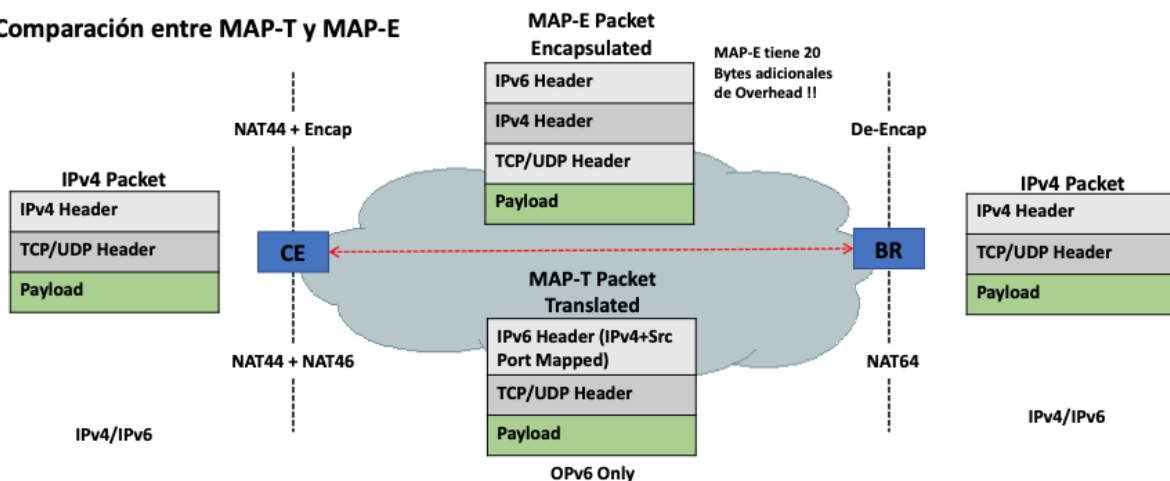 Comparación entre MAP-T y MAP-E
MAP-E Packet
Encapsulated
MAP-E tiene 20
Bytes adicionales
de Overhead !!
IPv6 Header
IPv4 Header
TCP/UDP Header
Payload
NAT44 + Encap
De-Encap
IPv4 Packet
IPv4 Header
TCP/UDP Header
Payload
CE
BR
IPv4 Packet
IPv4 Header
TCP/UDP Header
Payload
MAP-T Packet
Translated
IPv6 Header (IPv4+Src
Port Mapped)
TCP/UDP Header
Payload
NAT44 + NAT46
NAT64
IPv4/IPv6
IPv4/IPv6
OPv6 Only